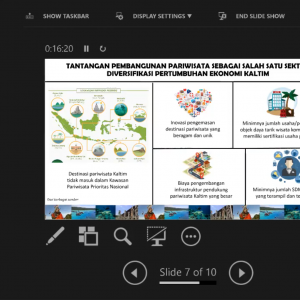 SHOW TASKBAR
DISPLAY SETTINGS ▼
END SLIDE SHOW
0:16:20
TANTANGAN PEMBANGUNAN PARIWISATA SEBAGAI SALAH SATU SEKT
DIVERSIFIKASI PERTUMBUHAN EKONOMI KALTIM
Destinasi pariwisata Kaltim
tidak masuk dalam Kawasan
Pariwisata Prioritas Nasional
Inovasi pengemasan
destinasi pariwisata yang
beragam dan unik
Minimnya jumlah usaha/p
objek daya tarik wisata kom
memiliki sertifikasi usaha p
Biaya pengembangan
infrastruktur pendukung
pariwisata Kaltim yang besar
Minimnya jumlah SDM
yang terampil dan te
Slide 7 of 10